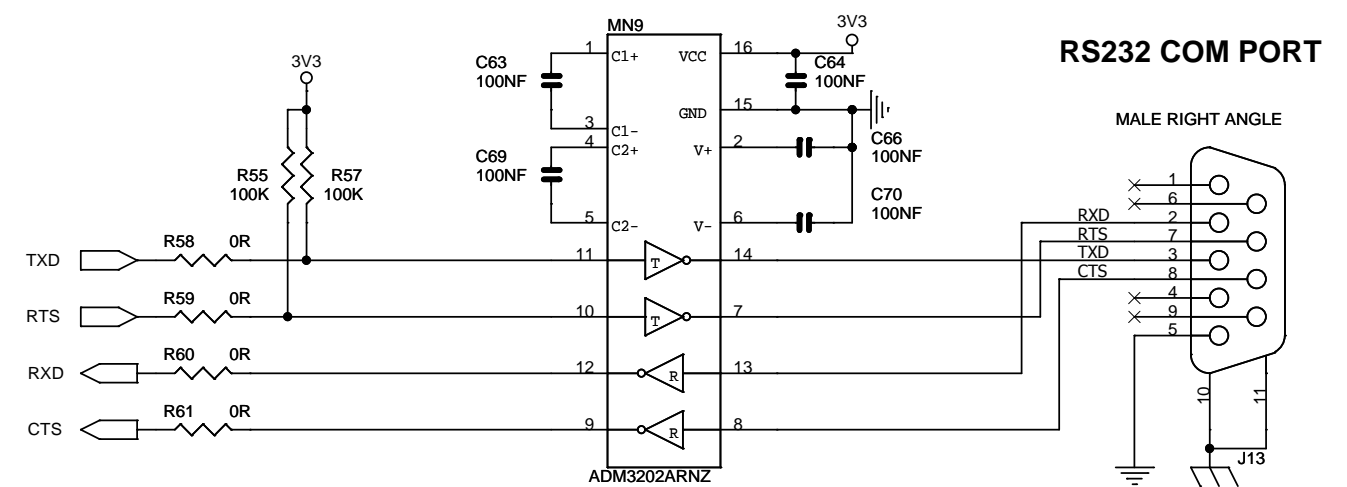 RS232 COM PORT
MALE RIGHT ANGLE
3V3
R55
100K
R57
100K
TXD
R58 0R
RTS
R59 0R
RXD
R60 0R
CTS
R61 0R
C63
100NF
C69
100NF
MN9
1 C1+
3 C1-
4 C2+
5 C2-
VCC 16
GND 15
V+ 2
V- 6
11 T 14
10 T 7
12 R 13
9 R 8
ADM3202ARNZ
3V3
C64
100NF
C66
100NF
C70
100NF
1
6
RXD 2
RTS 7
TXD 3
CTS 8
4
9
5
10
11
J13